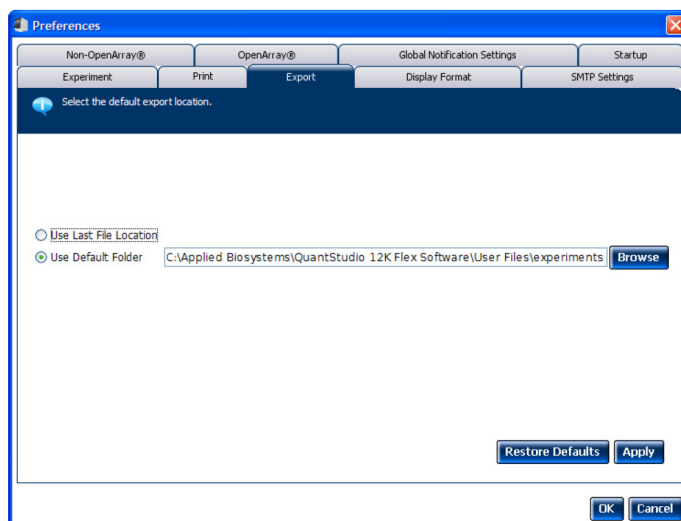 Preferences
Non-OpenArray®
OpenArray®
Global Notification Settings
Startup
Experiment
Print
Export
Display Format
SMTP Settings
Select the default export location.
Use Last File Location
Use Default Folder
C:\Applied Biosystems\QuantStudio 12K Flex Software\User Files\experiments
Browse
Restore Defaults
Apply
OK
Cancel